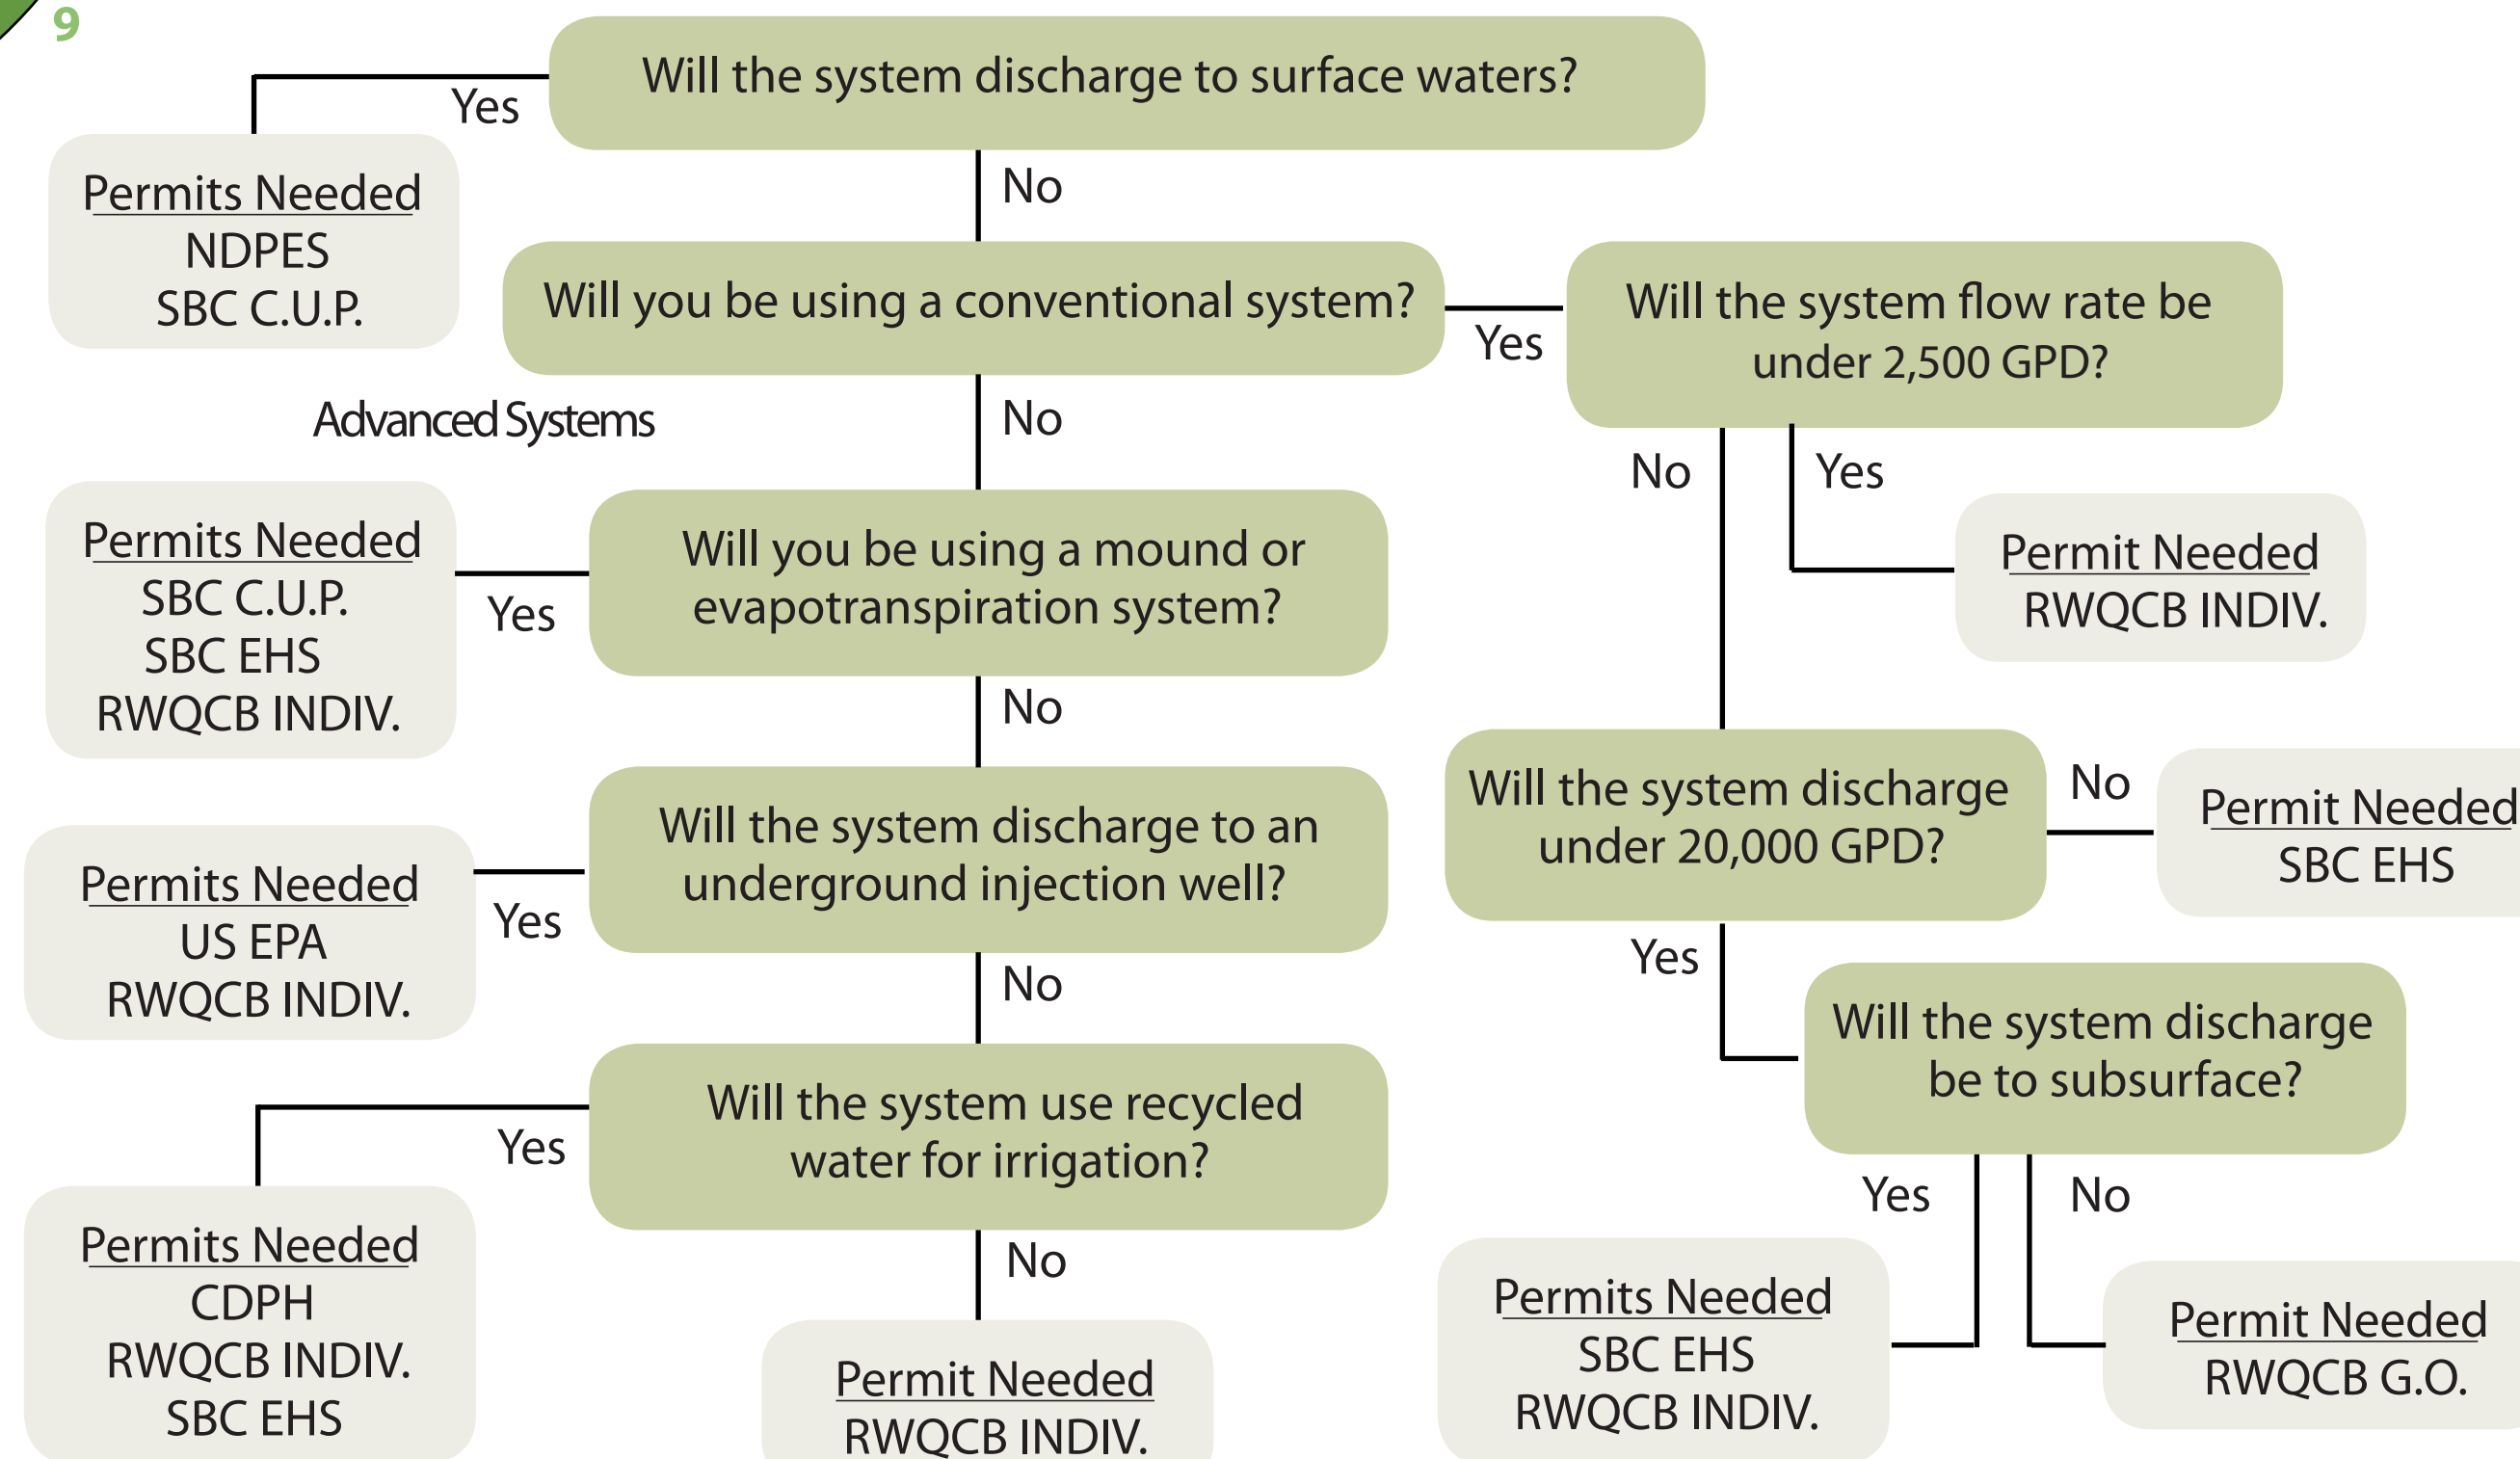 9
Will the system discharge to surface waters?
Yes
No
Permits Needed
NDPES
SBC C.U.P.
Will you be using a conventional system?
Yes
Will the system flow rate be
under 2,500 GPD?
Advanced Systems
No
No
Yes
Permits Needed
SBC C.U.P.
SBC EHS
RWQCB INDIV.
Yes
Will you be using a mound or
evapotranspiration system?
Permit Needed
RWQCB INDIV.
No
Will the system discharge
under 20,000 GPD?
No
Permit Needed
SBC EHS
Will the system discharge to an
underground injection well?
Yes
Permits Needed
US EPA
RWQCB INDIV.
No
Yes
Will the system discharge
be to subsurface?
Will the system use recycled
water for irrigation?
Yes
Yes
No
Permits Needed
CDPH
RWQCB INDIV.
SBC EHS
No
Permit Needed
RWQCB INDIV.
Permits Needed
SBC EHS
RWQCB INDIV.
Permit Needed
RWQCB G.O.